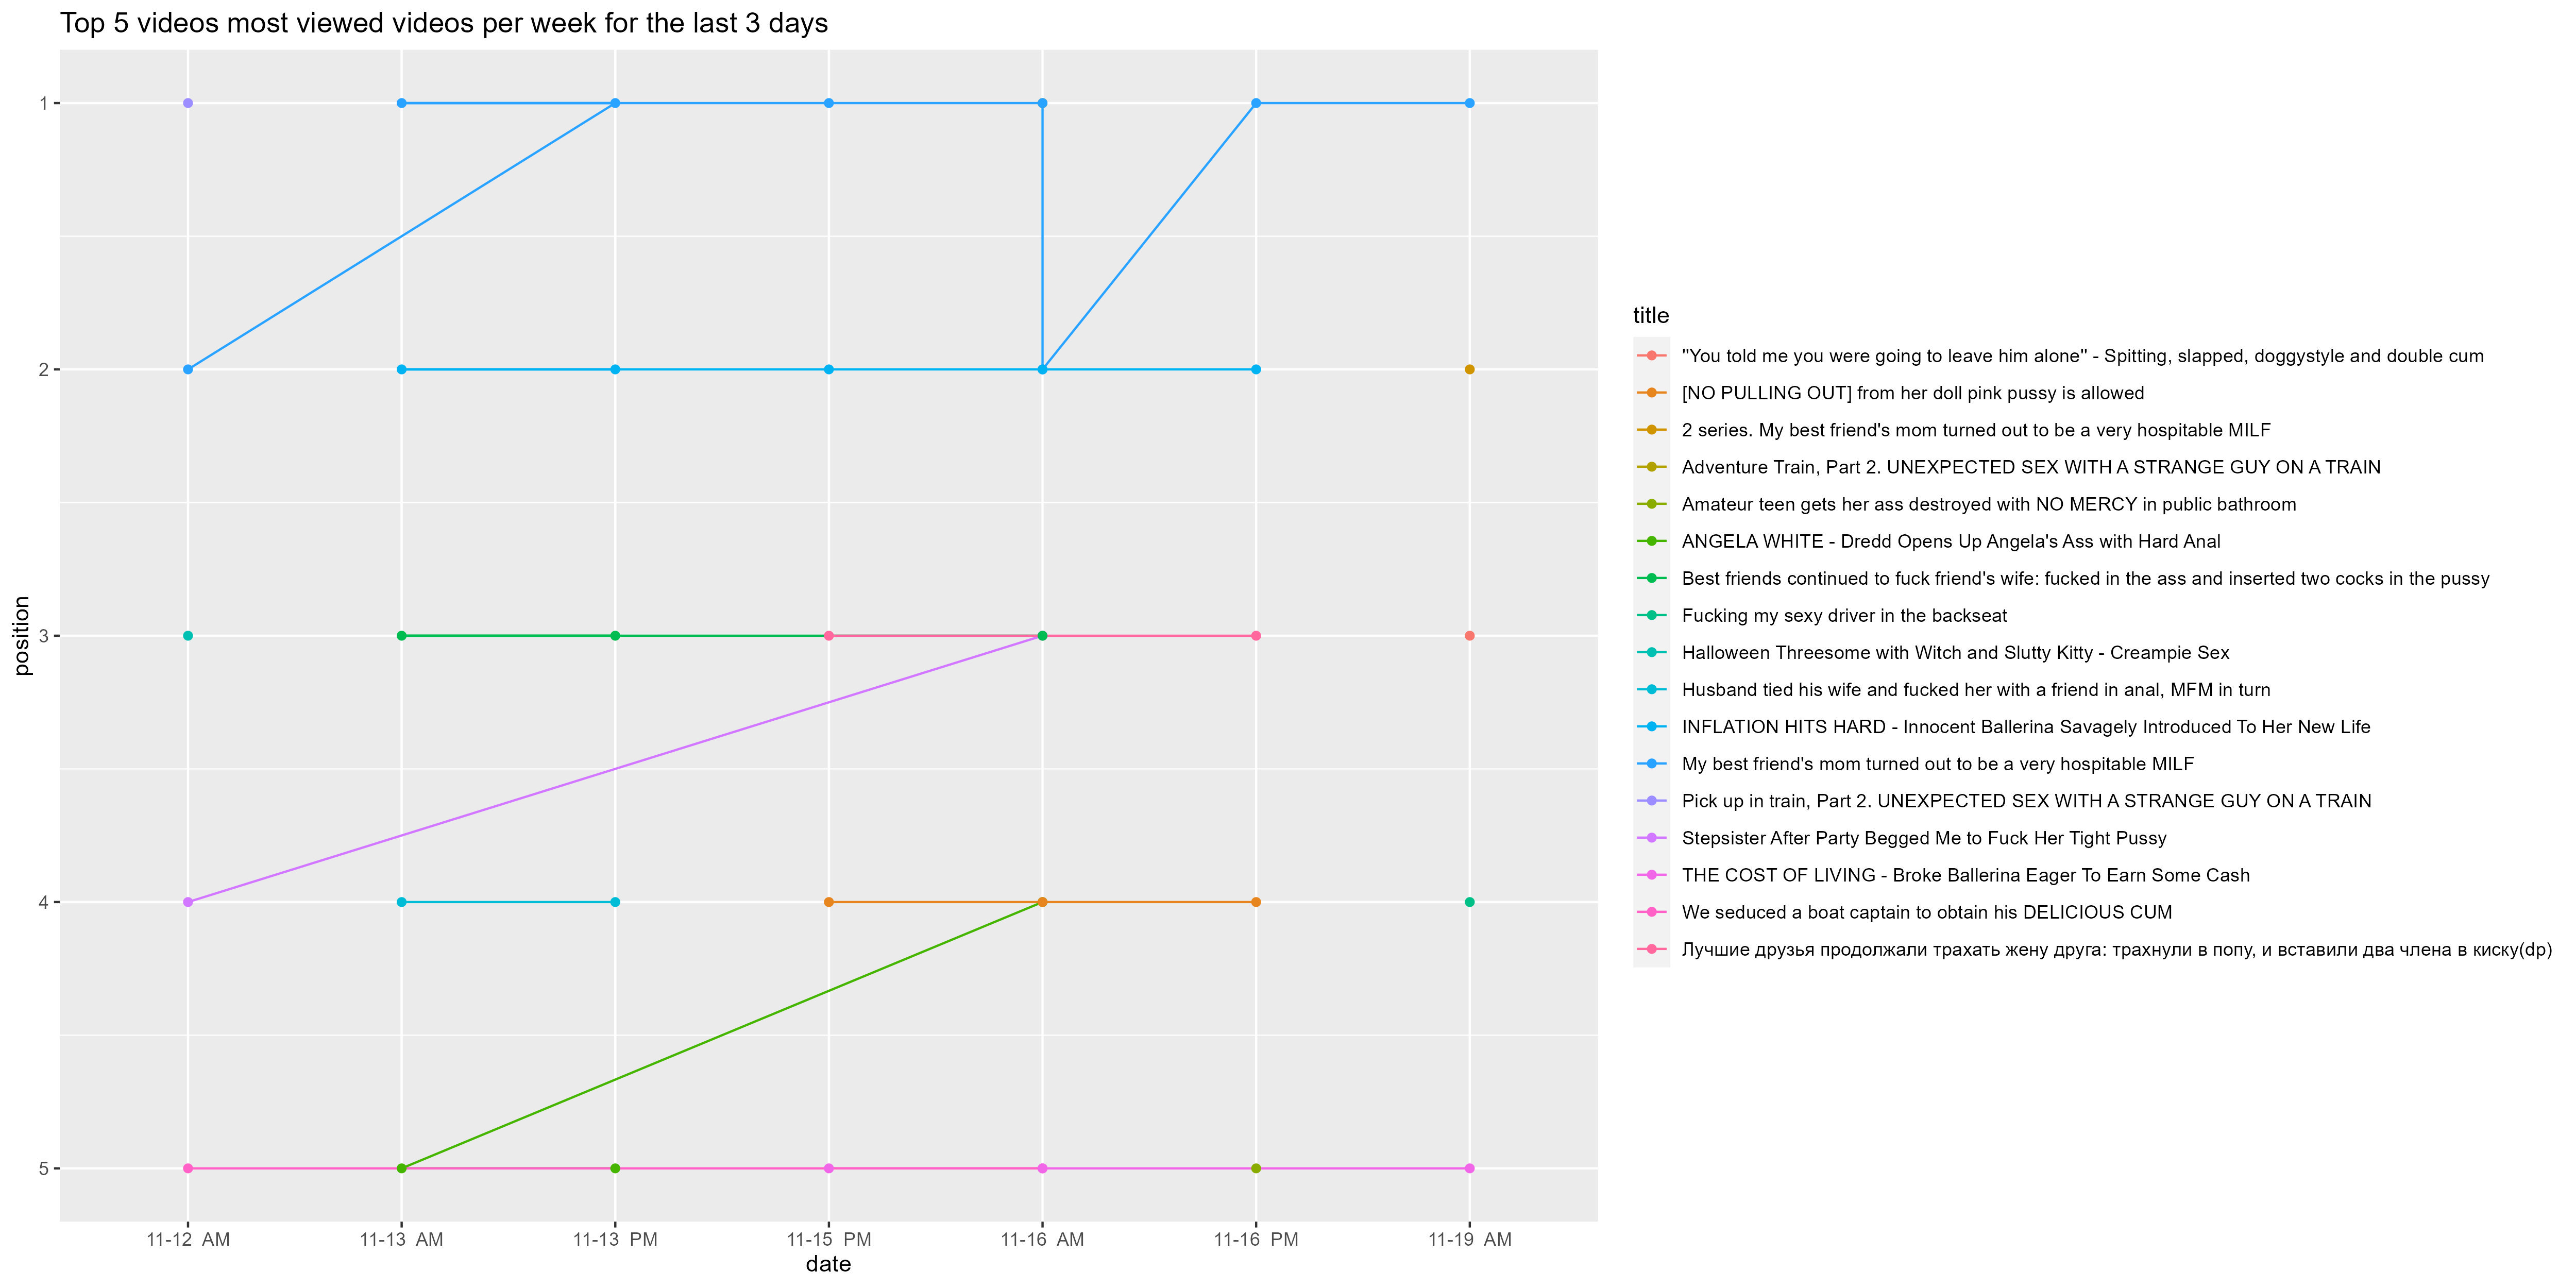 Top 5 videos most viewed videos per week for the last 3 days
position
1
2
3
4
5
11-12 AM
11-13 AM
11-13 PM
11-15 PM
11-16 AM
11-16 PM
11-19 AM
date
title
"You told me you were going to leave him alone" - Spitting, slapped, doggystyle and double cum
[NO PULLING OUT] from her doll pink pussy is allowed
2 series. My best friend's mom turned out to be a very hospitable MILF
Adventure Train, Part 2. UNEXPECTED SEX WITH A STRANGE GUY ON A TRAIN
Amateur teen gets her ass destroyed with NO MERCY in public bathroom
ANGELA WHITE - Dredd Opens Up Angela's Ass with Hard Anal
Best friends continued to fuck friend's wife: fucked in the ass and inserted two cocks in the pussy
Fucking my sexy driver in the backseat
Halloween Threesome with Witch and Slutty Kitty - Creampie Sex
Husband tied his wife and fucked her with a friend in anal, MFM in turn
INFLATION HITS HARD - Innocent Ballerina Savagely Introduced To Her New Life
My best friend's mom turned out to be a very hospitable MILF
Pick up in train, Part 2. UNEXPECTED SEX WITH A STRANGE GUY ON A TRAIN
Stepsister After Party Begged Me to Fuck Her Tight Pussy
THE COST OF LIVING - Broke Ballerina Eager To Earn Some Cash
We seduced a boat captain to obtain his DELICIOUS CUM
Лучшие друзья продолжали трахать жену друга: трахнули в попу, и вставили два члена в киску(dp)